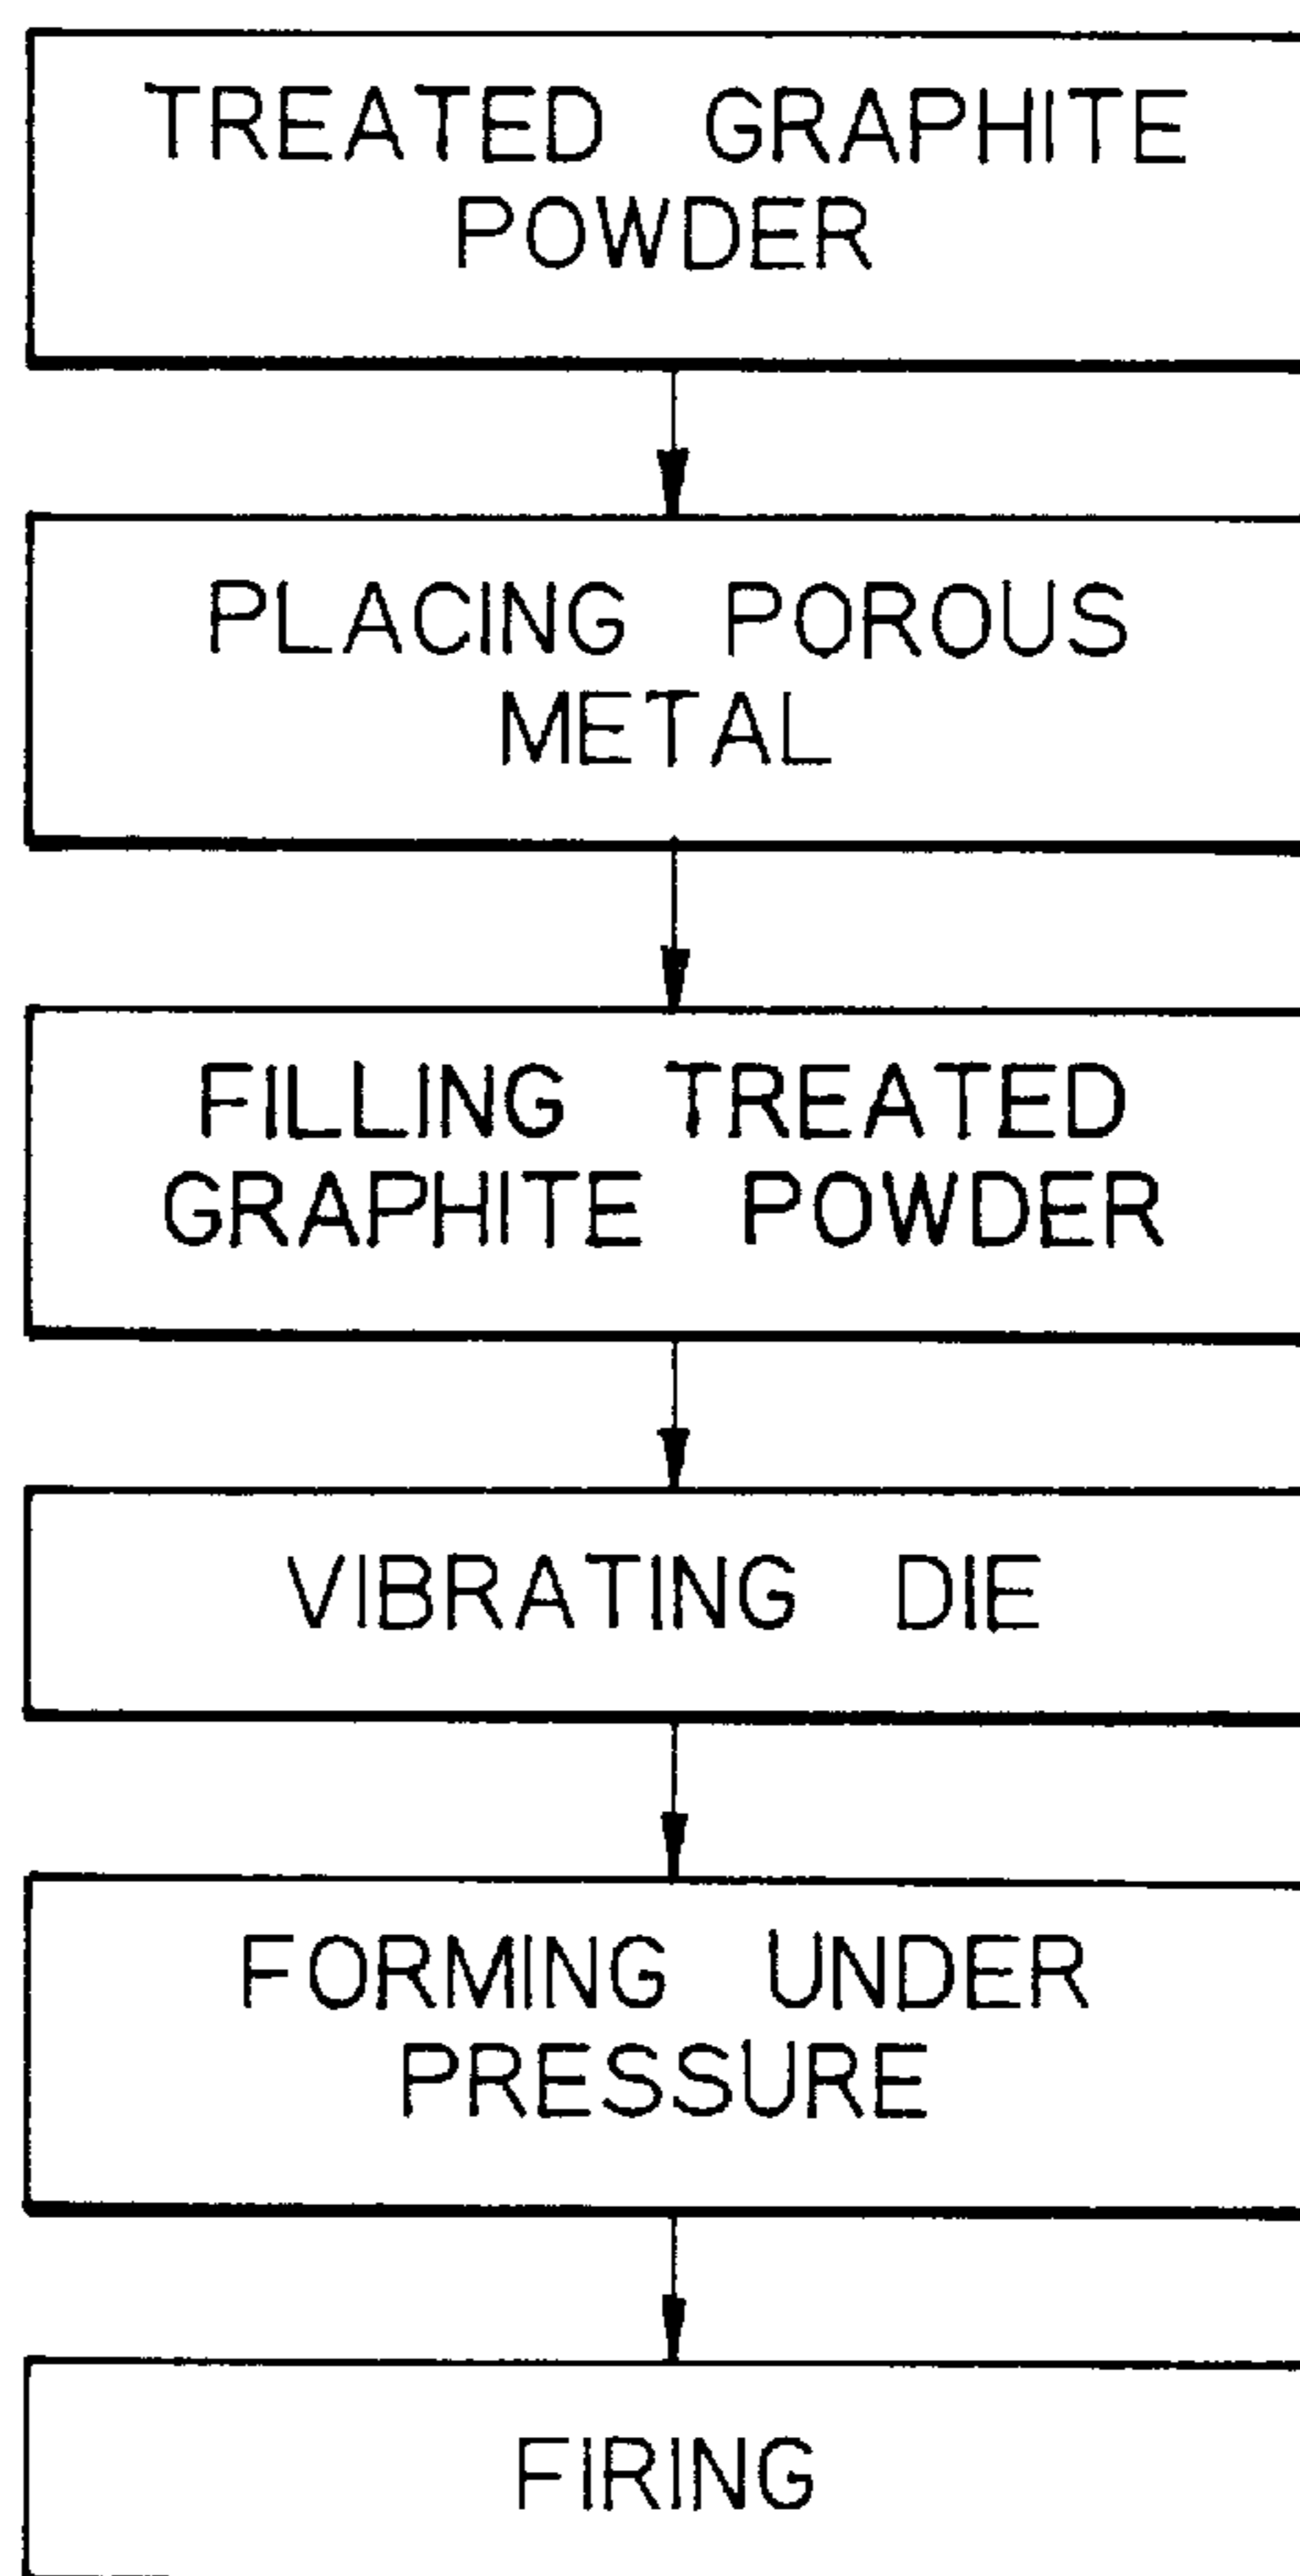 TREATED GRAPHITE
POWDER
PLACING POROUS
METAL
FILLING TREATED
GRAPHITE POWDER
VIBRATING DIE
FORMING UNDER
PRESSURE
FIRING